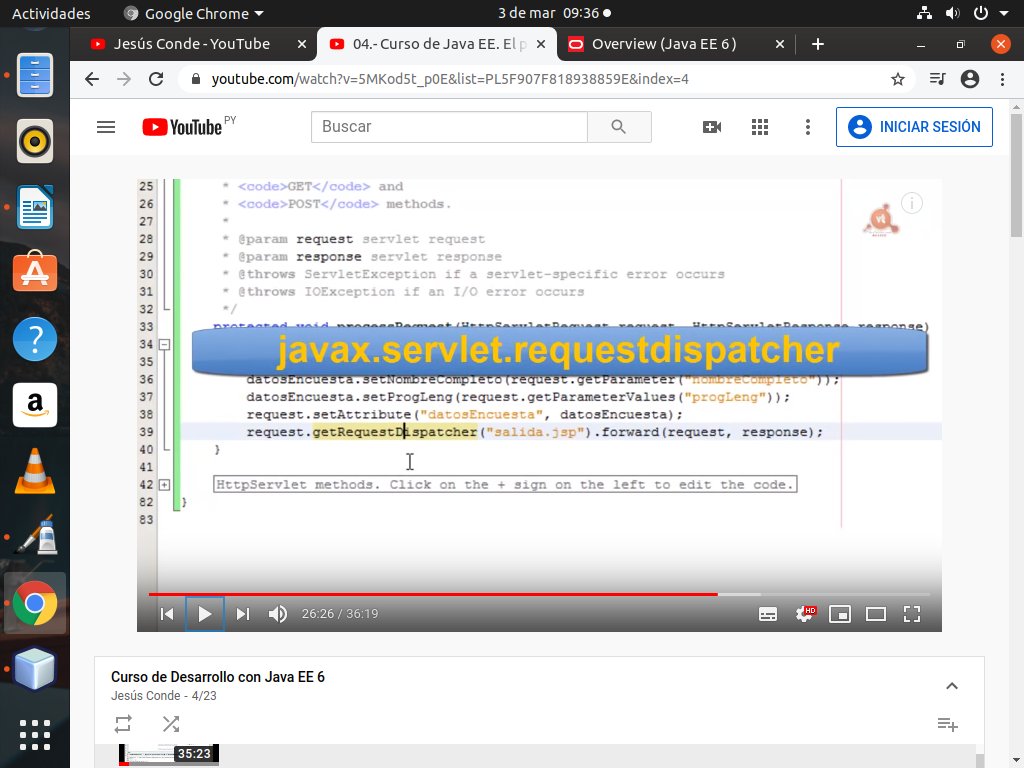 Actividades
Google Chrome
3 de mar 09:36
Jesús Conde - YouTube
04.- Curso de Java EE. El p
Overview (Java EE 6 )
youtube.com/watch?v=5MKod5t_p0E&list=PL5F907F818938859E&index=4
YouTube PY
Buscar
INICIAR SESIÓN
25 * <code>GET</code> and
26 * <code>POST</code> methods.
27 *
28 * @param request servlet request
29 * @param response servlet response
30 * @throws ServletException if a servlet-specific error occurs
31 * @throws IOException if an I/O error occurs
32 */
33 protected void processRequest(HttpServletRequest request, HttpServletResponse response)
34
javax.servlet.requestdispatcher
35
36 datosEncuesta.setNombreCompleto(request.getParameter("nombreCompleto"));
37 datosEncuesta.setProgLeng(request.getParameterValues("progLeng"));
38 request.setAttribute("datosEncuesta", datosEncuesta);
39 request.getRequestDispatcher("salida.jsp").forward(request, response);
40 }
41
42 HttpServlet methods. Click on the + sign on the left to edit the code.
82 }
83
26:26 / 36:19
HD
Curso de Desarrollo con Java EE 6
Jesús Conde - 4/23
35:23